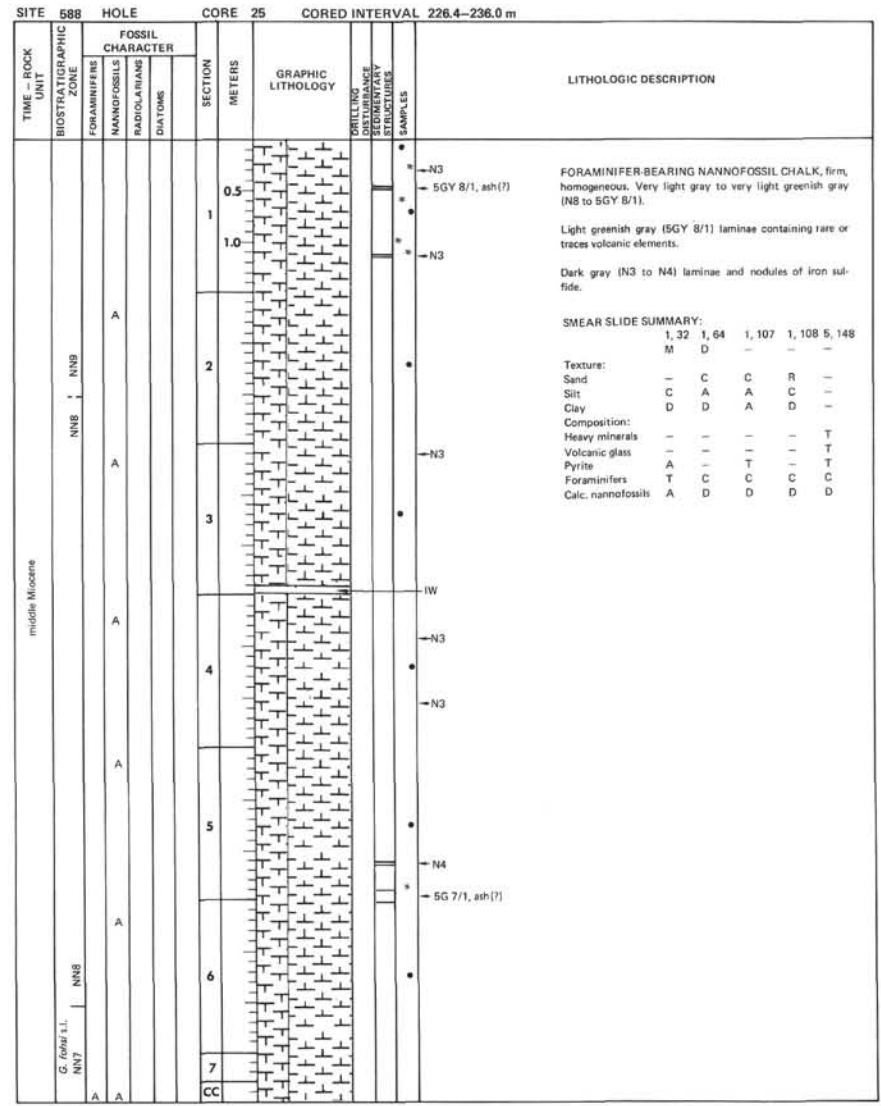 SITE 588 HOLE CORE 25 CORED INTERVAL 226.4–236.0 m
TIME – ROCK UNIT
BIOSTRATIGRAPHIC ZONE
FOSSIL CHARACTER
FORAMINIFERS
NANNOFOSSILS
RADIOLARIANS
DIATOMS
SECTION
METERS
GRAPHIC LITHOLOGY
DRILLING DISTURBANCE
SEDIMENTARY STRUCTURES
SAMPLES
LITHOLOGIC DESCRIPTION
middle Miocene
NN9
NN8
NN8
G. fohsi s.l.
NN7
A
A
A
A
A
A A
1
0.5
1.0
2
3
4
5
6
7
CC
N3
5GY 8/1, ash(?)
N3
N3
IW
N3
N3
N4
5G 7/1, ash(?)
FORAMINIFER-BEARING NANNOFOSSIL CHALK, firm,
homogeneous. Very light gray to very light greenish gray
(N8 to 5GY 8/1).
Light greenish gray (5GY 8/1) laminae containing rare or
traces volcanic elements.
Dark gray (N3 to N4) laminae and nodules of iron sul-
fide.
SMEAR SLIDE SUMMARY:
1, 32 1, 64 1, 107 1, 108 5, 148
M D – – –
Texture:
Sand – C C R –
Silt C A A C –
Clay D D A D –
Composition:
Heavy minerals – – – – T
Volcanic glass – – – – T
Pyrite A – T – T
Foraminifers T C C C C
Calc. nannofossils A D D D D